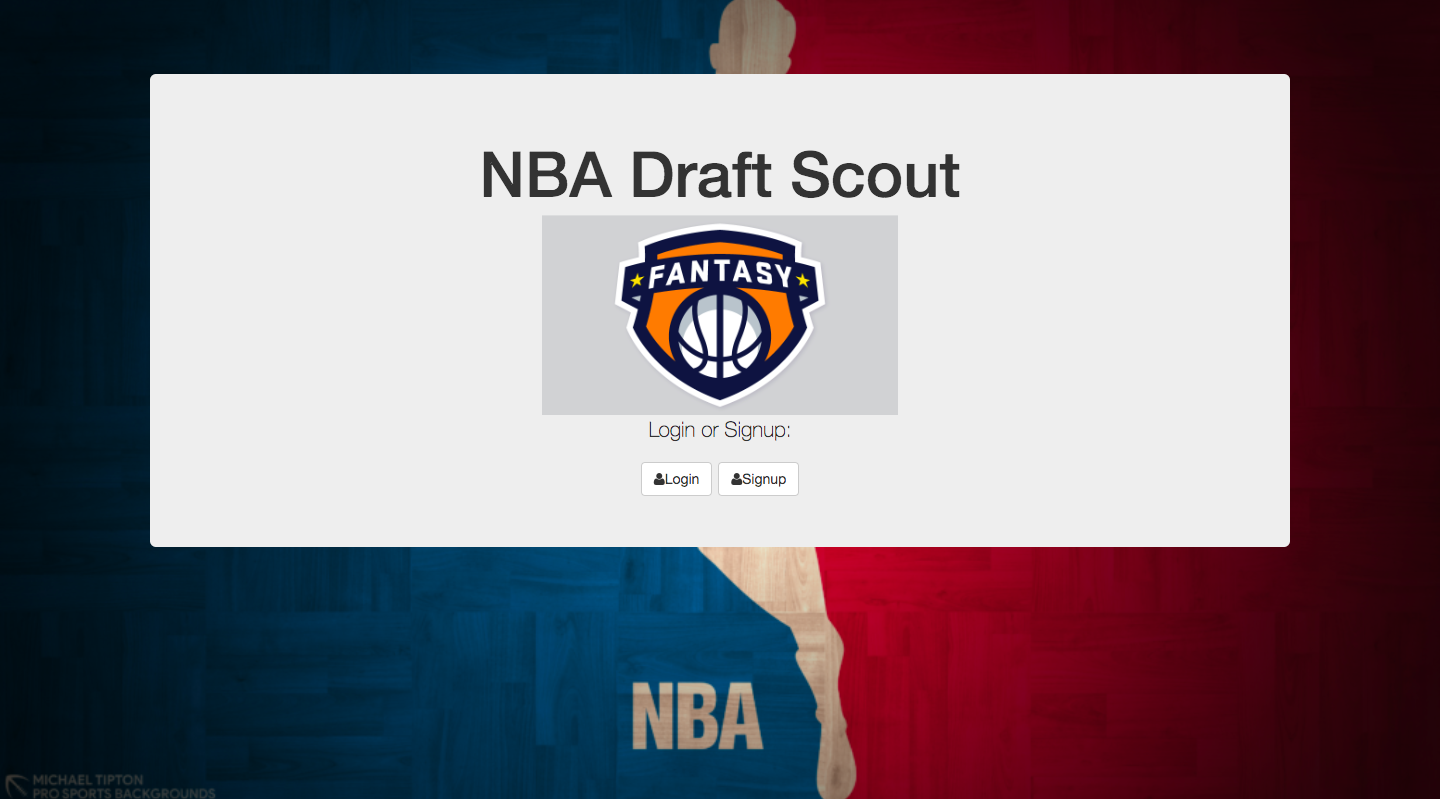 NBA Draft Scout
FANTASY
Login or Signup:
Login
Signup
NBA
MICHAEL TIPTON
PRO SPORTS BACKGROUNDS